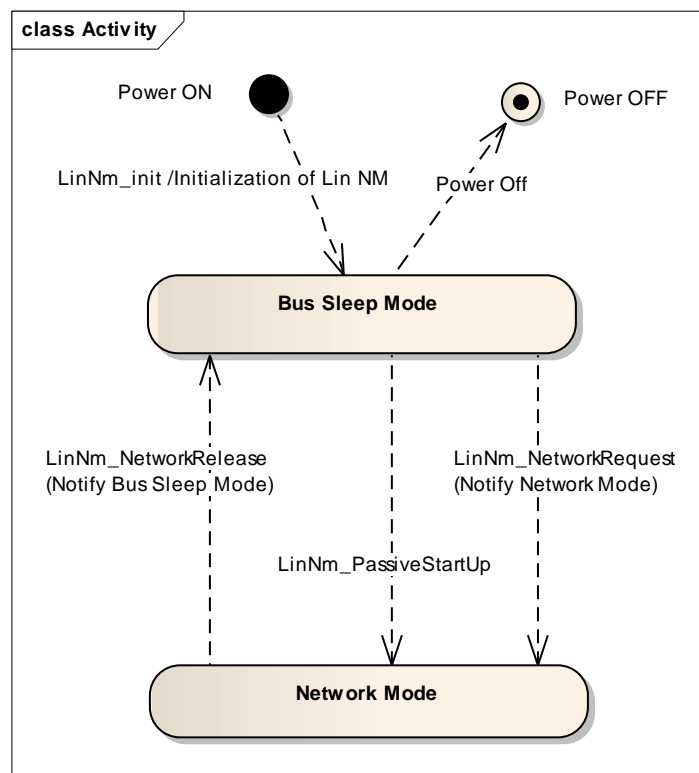 class Activity
Power ON
Power OFF
LinNm_init /Initialization of Lin NM
Power Off
Bus Sleep Mode
LinNm_NetworkRelease
(Notify Bus Sleep Mode)
LinNm_NetworkRequest
(Notify Network Mode)
LinNm_PassiveStartUp
Network Mode